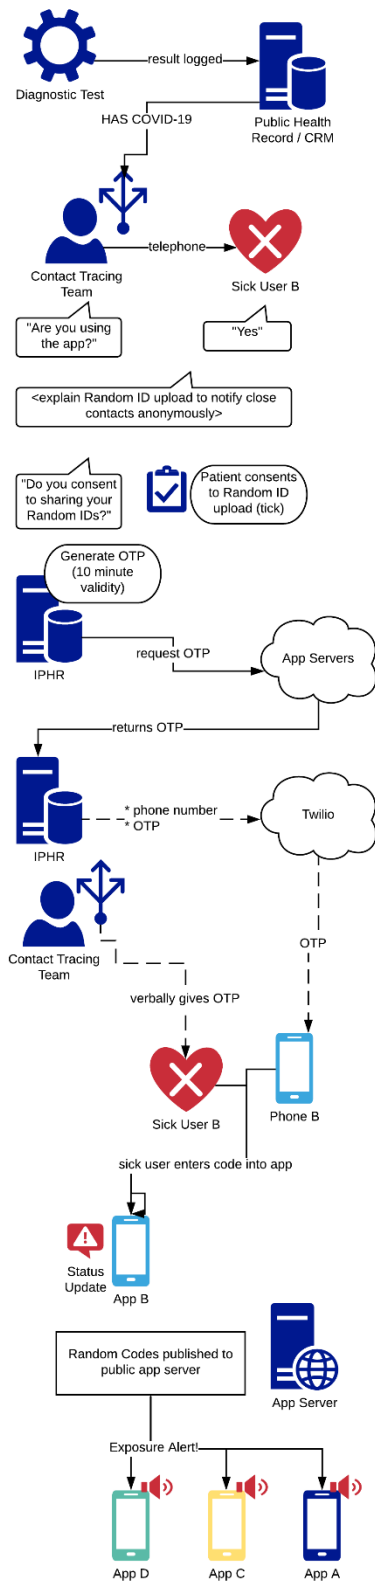 result logged
Diagnostic Test
Public Health
Record / CRM
HAS COVID-19
telephone
Contact Tracing
Team
Sick User B
"Are you using
the app?"
"Yes"
<explain Random ID upload to notify close
contacts anonymously>
"Do you consent
to sharing your
Random IDs?"
Patient consents
to Random ID
upload (tick)
Generate OTP
(10 minute
validity)
IPHR
request OTP
App Servers
returns OTP
IPHR
* phone number
* OTP
Twilio
Contact Tracing
Team
OTP
verbally gives OTP
Sick User B
Phone B
sick user enters code into app
Status
Update
App B
Random Codes published to
public app server
App Server
Exposure Alert!
App D
App C
App A